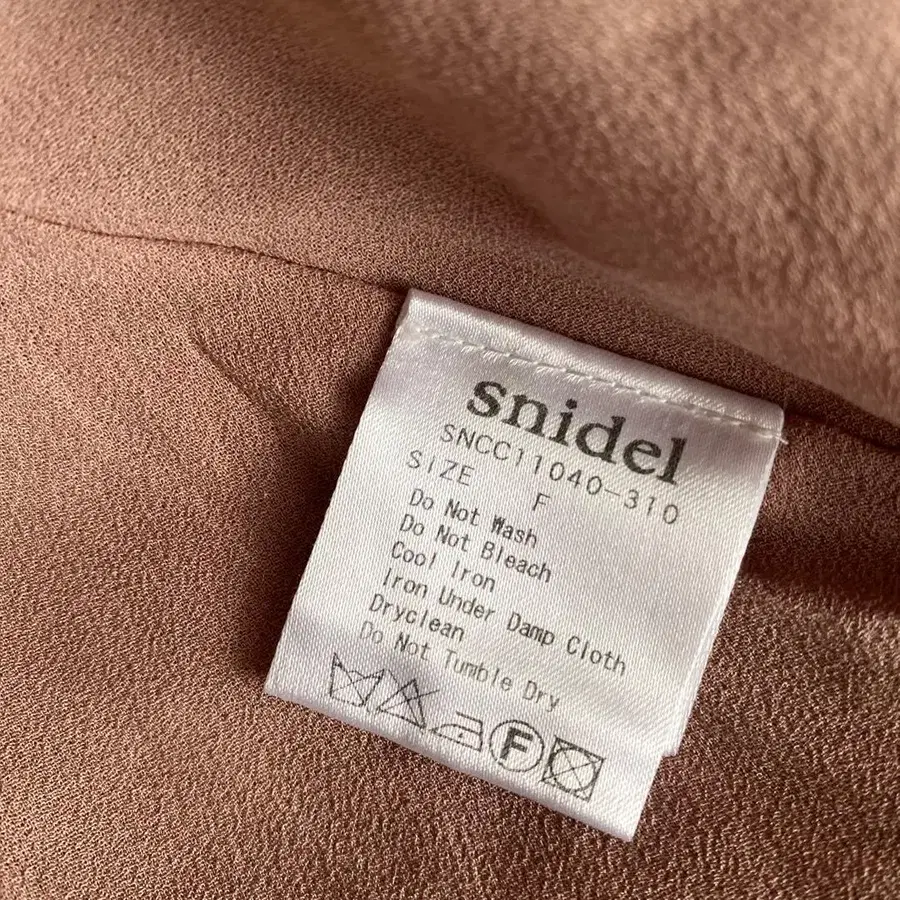 snidel
SNCC11040-310
SIZE F
Do Not Wash
Do Not Bleach
Cool Iron
Iron Under Damp Cloth
Dryclean
Do Not Tumble Dry
F